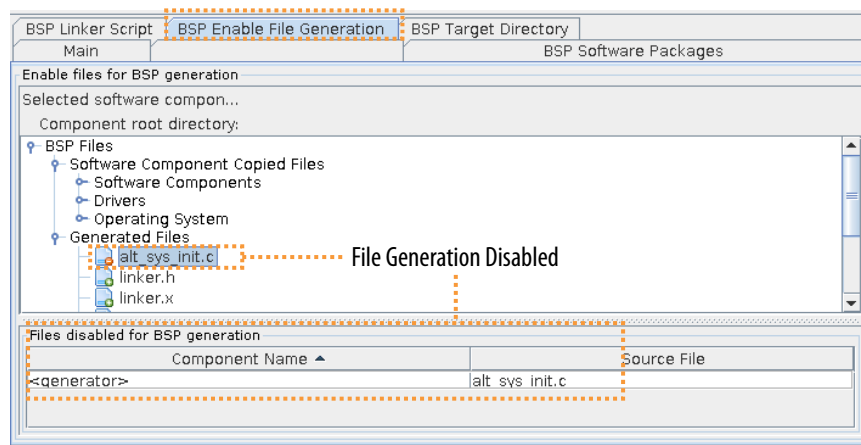 BSP Linker Script BSP Enable File Generation BSP Target Directory
Main BSP Software Packages
Enable files for BSP generation
Selected software compon...
Component root directory:
BSP Files
Software Component Copied Files
Software Components
Drivers
Operating System
Generated Files
alt_sys_init.c File Generation Disabled
linker.h
linker.x
Files disabled for BSP generation
Component Name Source File
<generator> alt_sys_init.c